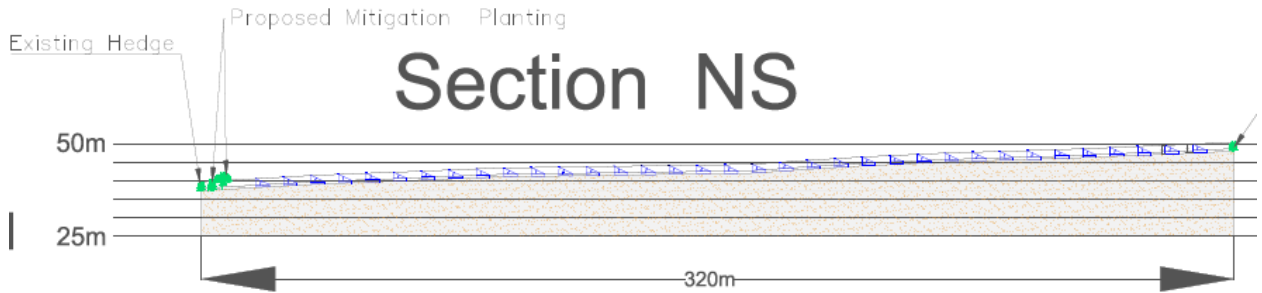 Proposed Mitigation Planting
Existing Hedge
Section NS
50m
25m
320m